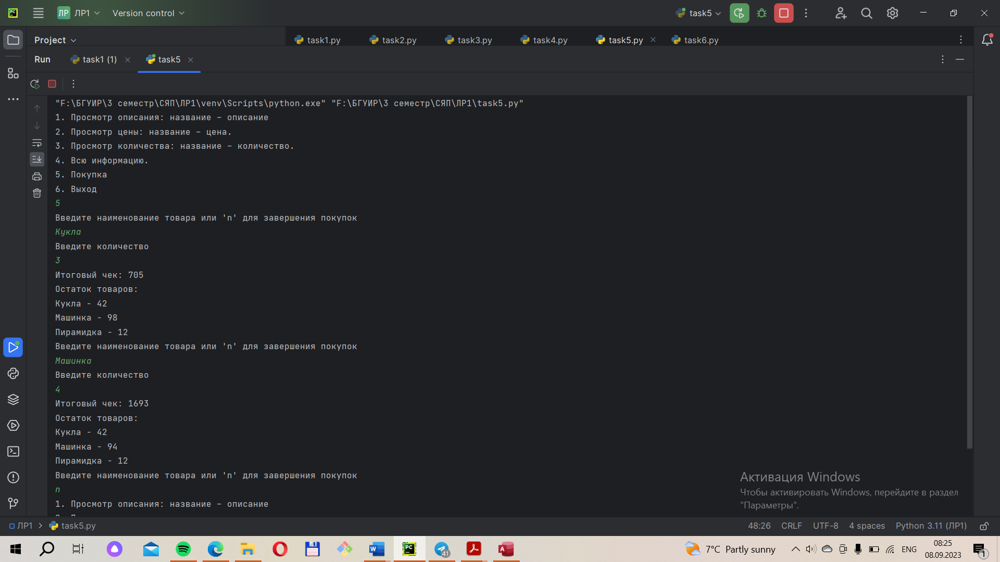 ЛР ЛР1 Version control task5
Project task1.py task2.py task3.py task4.py task5.py task6.py
Run task1 (1) task5
"F:\БГУИР\3 семестр\СЯП\ЛР1\venv\Scripts\python.exe" "F:\БГУИР\3 семестр\СЯП\ЛР1\task5.py"
1. Просмотр описания: название – описание
2. Просмотр цены: название – цена.
3. Просмотр количества: название – количество.
4. Всю информацию.
5. Покупка
6. Выход
5
Введите наименование товара или 'n' для завершения покупок
Кукла
Введите количество
3
Итоговый чек: 705
Остаток товаров:
Кукла - 42
Машинка - 98
Пирамидка - 12
Введите наименование товара или 'n' для завершения покупок
Машинка
Введите количество
4
Итоговый чек: 1693
Остаток товаров:
Кукла - 42
Машинка - 94
Пирамидка - 12
Введите наименование товара или 'n' для завершения покупок
n
1. Просмотр описания: название – описание
Активация Windows
Чтобы активировать Windows, перейдите в раздел
"Параметры".
ЛР1 task5.py 48:26 CRLF UTF-8 4 spaces Python 3.11 (ЛР1)
41 7°C Partly sunny ENG 08:25
08.09.2023 1